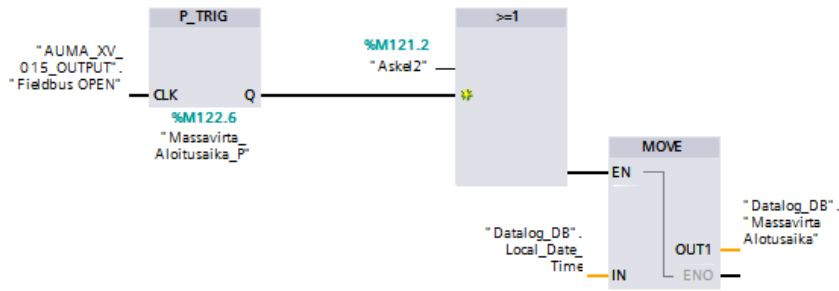 P_TRIG
>=1
"AUMA_XV_
015_OUTPUT".
"Fieldbus OPEN"
CLK
Q
%M122.6
"Massavirta_
Aloitusaika_P"
%M121.2
"Askel2"
MOVE
EN
"Datalog_DB".
Local_Date_
Time
IN
OUT1
ENO
"Datalog_DB".
"Massavirta
Alotusaika"